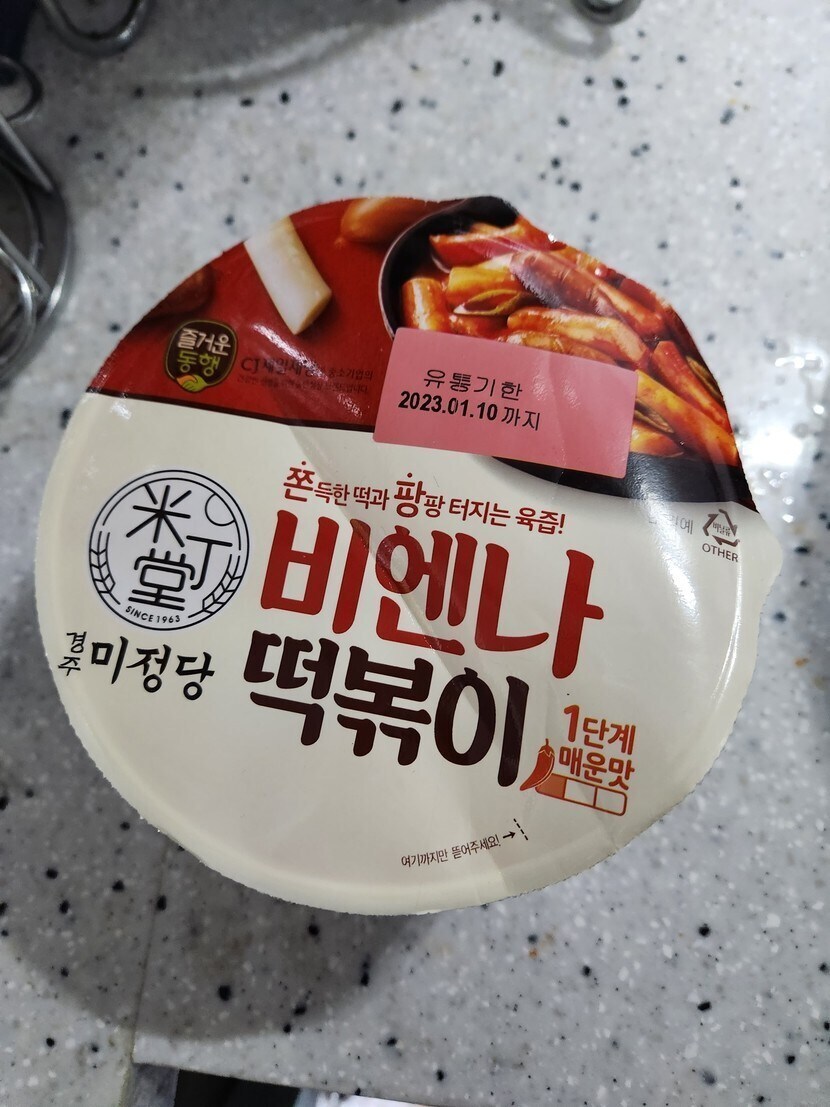 즐거운
동행
CJ
유통기한
2023.01.10 까지
쫀득한 떡과 팡팡 터지는 육즙!
비엔나
떡볶이
米丁堂
SINCE 1963
경주 미정당
1단계
매운맛
OTHER
여기까지만 뜯어주세요!